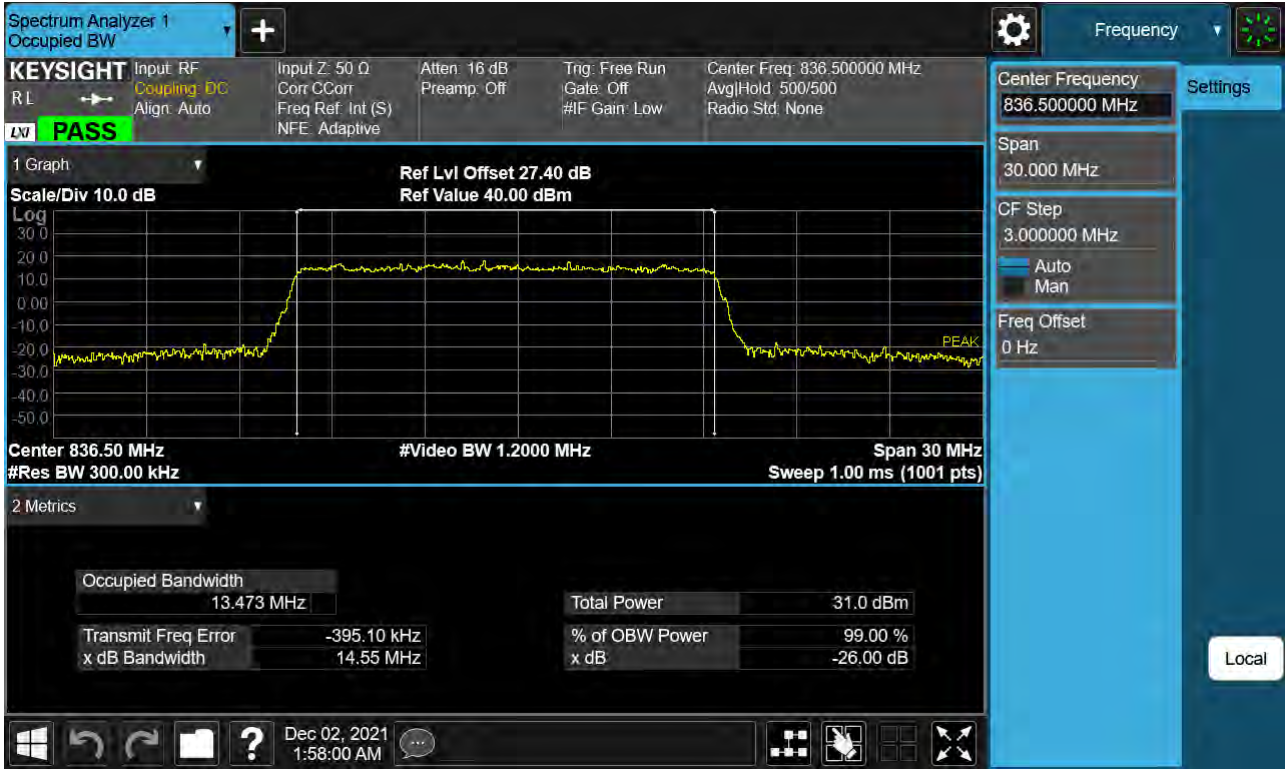 Spectrum Analyzer 1
Occupied BW
Frequency
KEYSIGHT
RL
LXI
PASS
Input: RF
Coupling: DC
Align: Auto
Input Z: 50 Ω
Corr CCorr
Freq Ref: Int (S)
NFE: Adaptive
Atten: 16 dB
Preamp: Off
Trig: Free Run
Gate: Off
#IF Gain: Low
Center Freq: 836.500000 MHz
Avg|Hold: 500/500
Radio Std: None
1 Graph
Scale/Div 10.0 dB
Ref Lvl Offset 27.40 dB
Ref Value 40.00 dBm
Log
30.0
20.0
10.0
0.00
-10.0
-20.0
-30.0
-40.0
-50.0
PEAK
Center 836.50 MHz
#Video BW 1.2000 MHz
Span 30 MHz
#Res BW 300.00 kHz
Sweep 1.00 ms (1001 pts)
2 Metrics
Occupied Bandwidth
13.473 MHz
Total Power 31.0 dBm
Transmit Freq Error -395.10 kHz
% of OBW Power 99.00 %
x dB Bandwidth 14.55 MHz
x dB -26.00 dB
Center Frequency
836.500000 MHz
Settings
Span
30.000 MHz
CF Step
3.000000 MHz
Auto
Man
Freq Offset
0 Hz
Local
?
Dec 02, 2021
1:58:00 AM